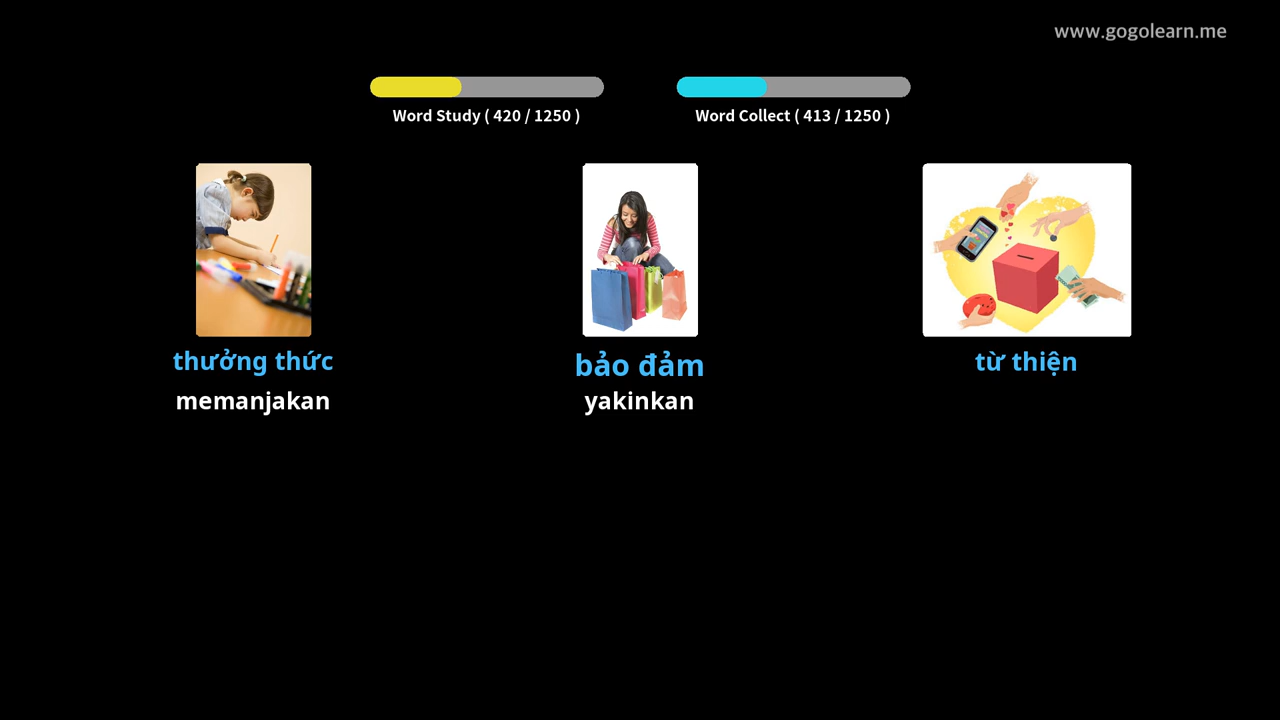 www.gogolearn.me
Word Study ( 420 / 1250 )
Word Collect ( 413 / 1250 )
thưởng thức
memanjakan
bảo đảm
yakinkan
từ thiện